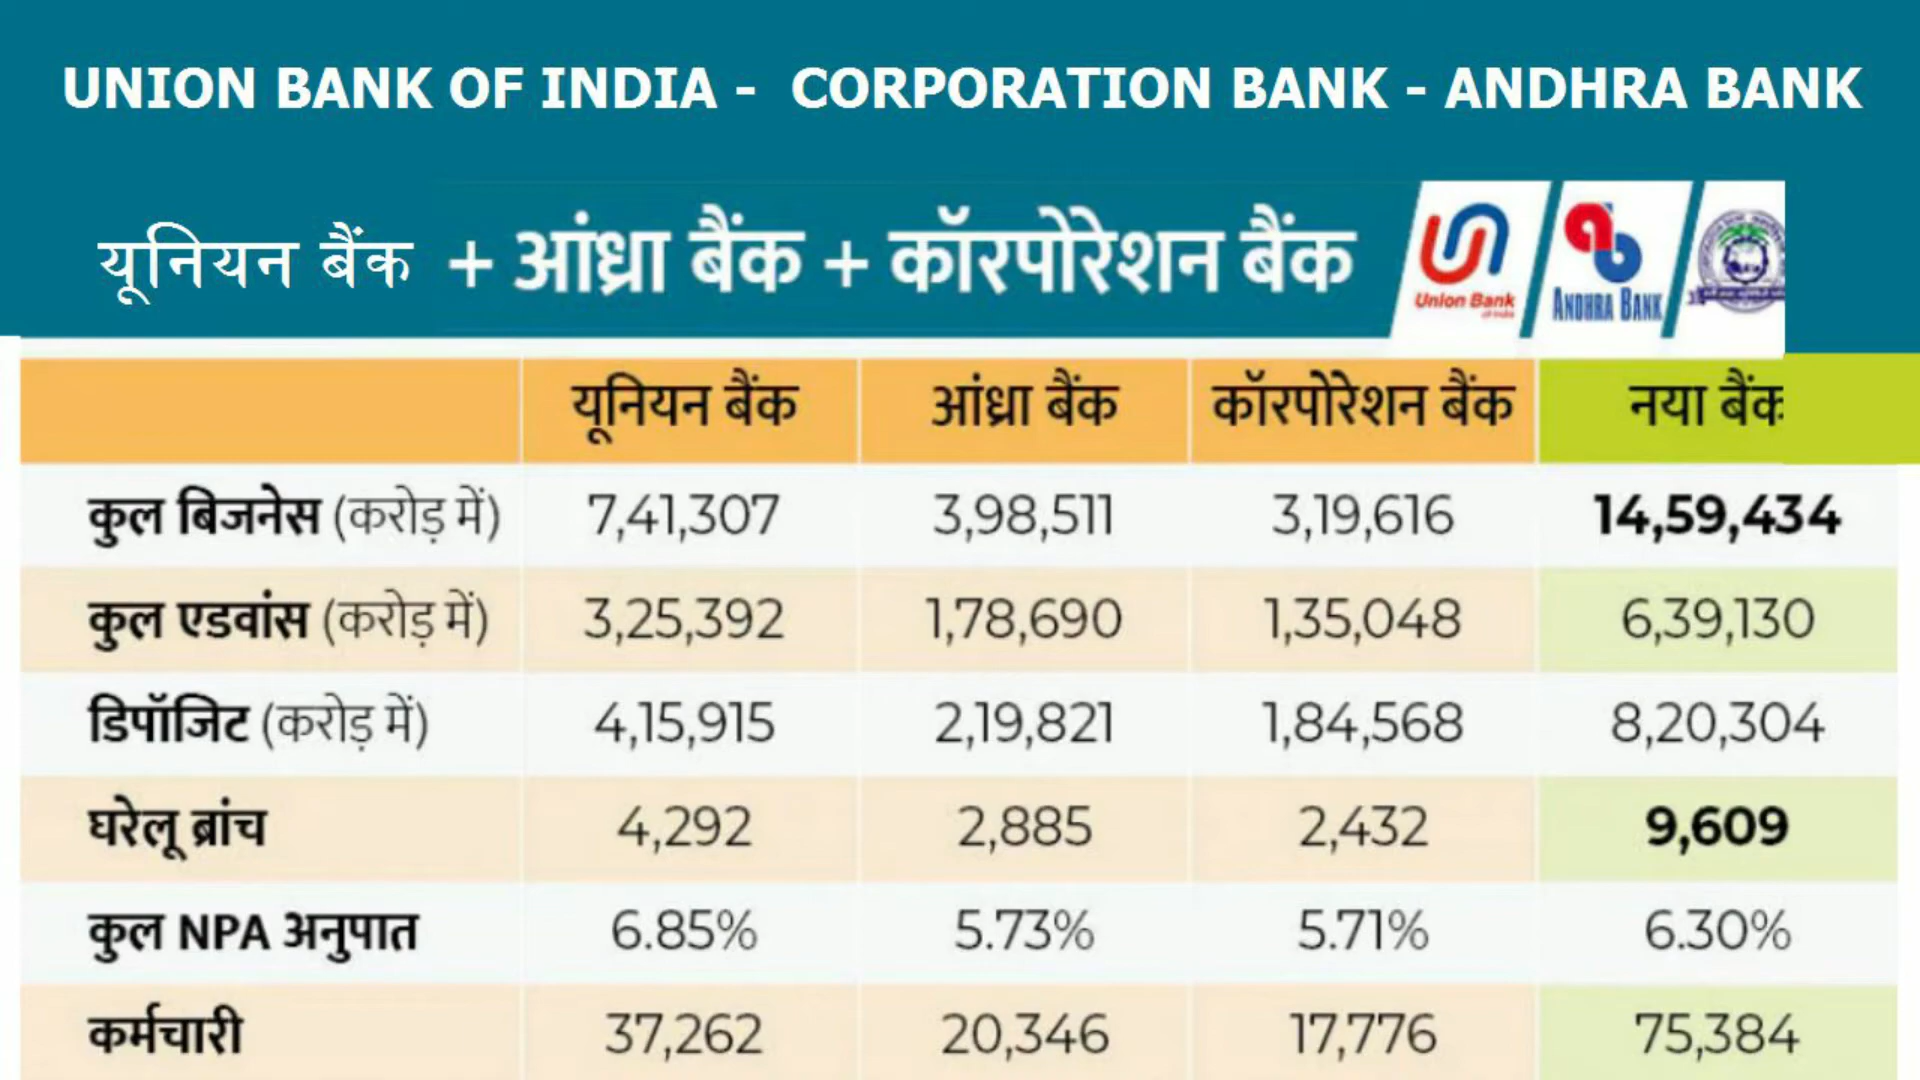 UNION BANK OF INDIA - CORPORATION BANK - ANDHRA BANK
यूनियन बैंक + आंध्रा बैंक + कॉरपोरेशन बैंक
Union Bank
of India
ANDHRA BANK
यूनियन बैंक आंध्रा बैंक कॉरपोरेशन बैंक नया बैंक
कुल बिजनेस (करोड़ में) 7,41,307 3,98,511 3,19,616 14,59,434
कुल एडवांस (करोड़ में) 3,25,392 1,78,690 1,35,048 6,39,130
डिपॉजिट (करोड़ में) 4,15,915 2,19,821 1,84,568 8,20,304
घरेलू ब्रांच 4,292 2,885 2,432 9,609
कुल NPA अनुपात 6.85% 5.73% 5.71% 6.30%
कर्मचारी 37,262 20,346 17,776 75,384